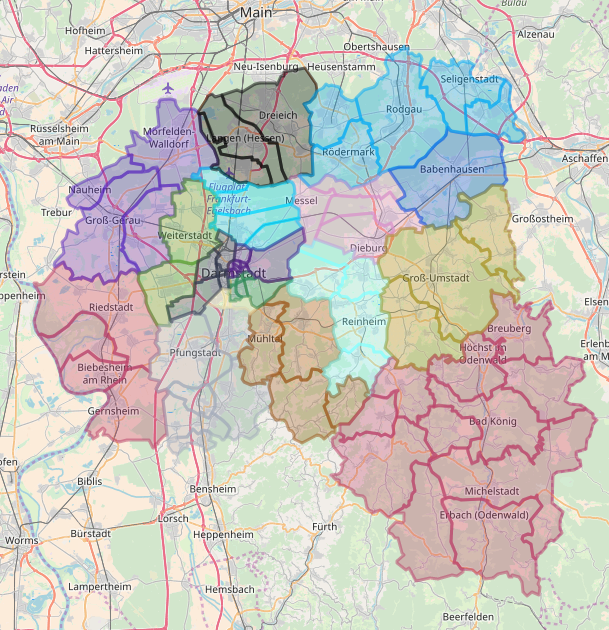 Bulau
Main
Hofheim
Alzenau
Hattersheim
Obertshausen
Neu-Isenburg
Heusenstamm
Seligenstadt
den
Air
Rodgau
Dreieich
Rüsselsheim
am-Main
Mörfelden-
Walldorf
Langen (Hessen)
Rödermark
Aschaffen
Babenhausen
Nauheim
Flugplatz
Frankfurt-
Egelsbach
Messel
Trebur
Groß-Gerau
Großostheim
Weiterstadt
Dieburg
Darmstadt
rstein
Groß-Umstadt
ppenheim
Elsen
Riedstadt
Reinheim
Breuberg
Mühltal
Erlenb
am M
Höchst im
Odenwald
Pfungstadt
Biebesheim
am Rhein
Gernsheim
Bad König
ofen
Biblis
Bensheim
Michelstadt
Lorsch
Erbach (Odenwald)
Fürth
Bürstadt
Heppenheim
Worms
Lampertheim
Hemsbach
Beerfelden